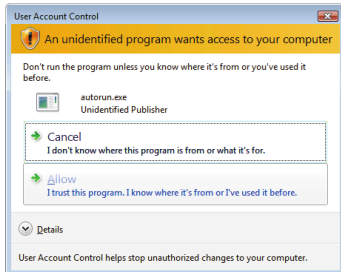 User Account Control
An unidentified program wants access to your computer
Don't run the program unless you know where it's from or you've used it
before.
autorun.exe
Unidentified Publisher
Cancel
I don't know where this program is from or what it's for.
Allow
I trust this program. I know where it's from or I've used it before.
Details
User Account Control helps stop unauthorized changes to your computer.